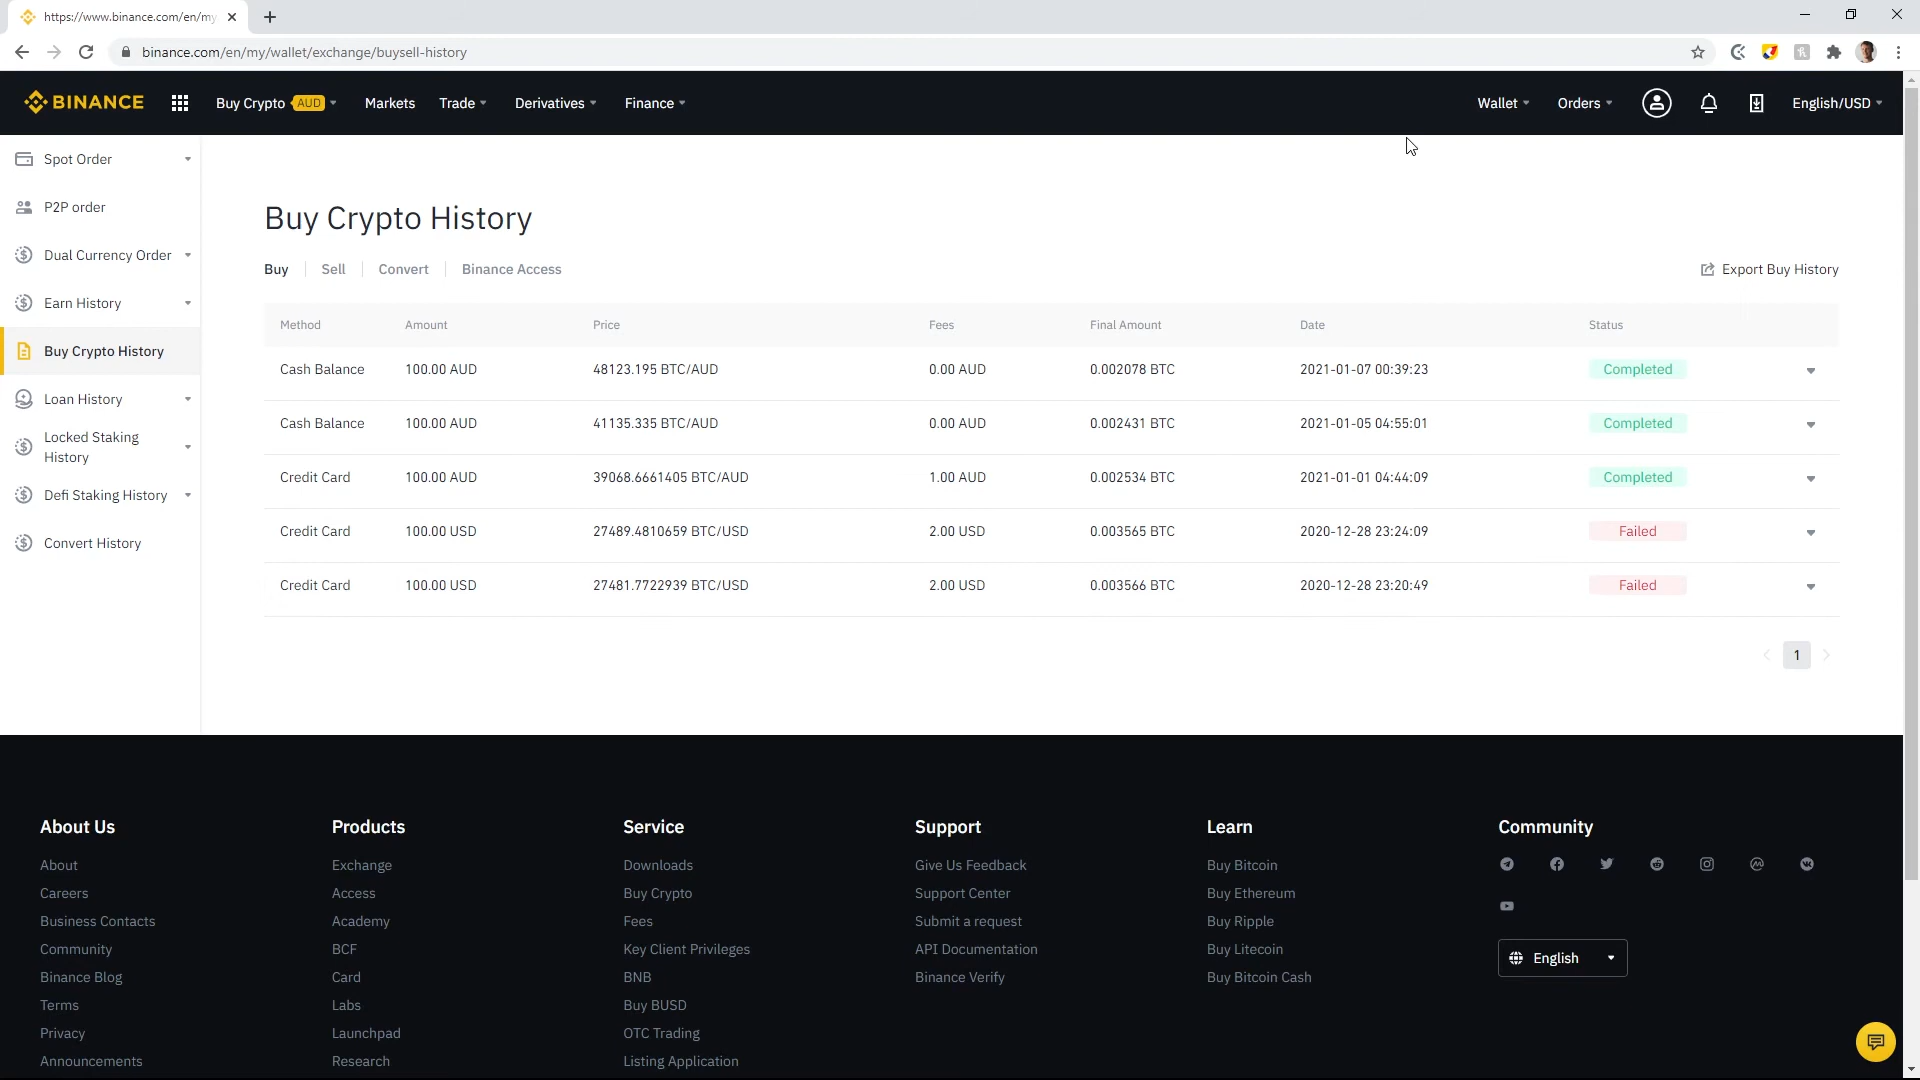 https://www.binance.com/en/my
binance.com/en/my/wallet/exchange/buysell-history
BINANCE
Buy Crypto AUD
Markets
Trade
Derivatives
Finance
Wallet
Orders
English/USD
Spot Order
P2P order
Dual Currency Order
Earn History
Buy Crypto History
Loan History
Locked Staking
History
Defi Staking History
Convert History
Buy Crypto History
Buy Sell Convert Binance Access
Export Buy History
Method Amount Price Fees Final Amount Date Status
Cash Balance 100.00 AUD 48123.195 BTC/AUD 0.00 AUD 0.002078 BTC 2021-01-07 00:39:23 Completed
Cash Balance 100.00 AUD 41135.335 BTC/AUD 0.00 AUD 0.002431 BTC 2021-01-05 04:55:01 Completed
Credit Card 100.00 AUD 39068.6661405 BTC/AUD 1.00 AUD 0.002534 BTC 2021-01-01 04:44:09 Completed
Credit Card 100.00 USD 27489.4810659 BTC/USD 2.00 USD 0.003565 BTC 2020-12-28 23:24:09 Failed
Credit Card 100.00 USD 27481.7722939 BTC/USD 2.00 USD 0.003566 BTC 2020-12-28 23:20:49 Failed
1
About Us
About
Careers
Business Contacts
Community
Binance Blog
Terms
Privacy
Announcements
Products
Exchange
Access
Academy
BCF
Card
Labs
Launchpad
Research
Service
Downloads
Buy Crypto
Fees
Key Client Privileges
BNB
Buy BUSD
OTC Trading
Listing Application
Support
Give Us Feedback
Support Center
Submit a request
API Documentation
Binance Verify
Learn
Buy Bitcoin
Buy Ethereum
Buy Ripple
Buy Litecoin
Buy Bitcoin Cash
Community
English